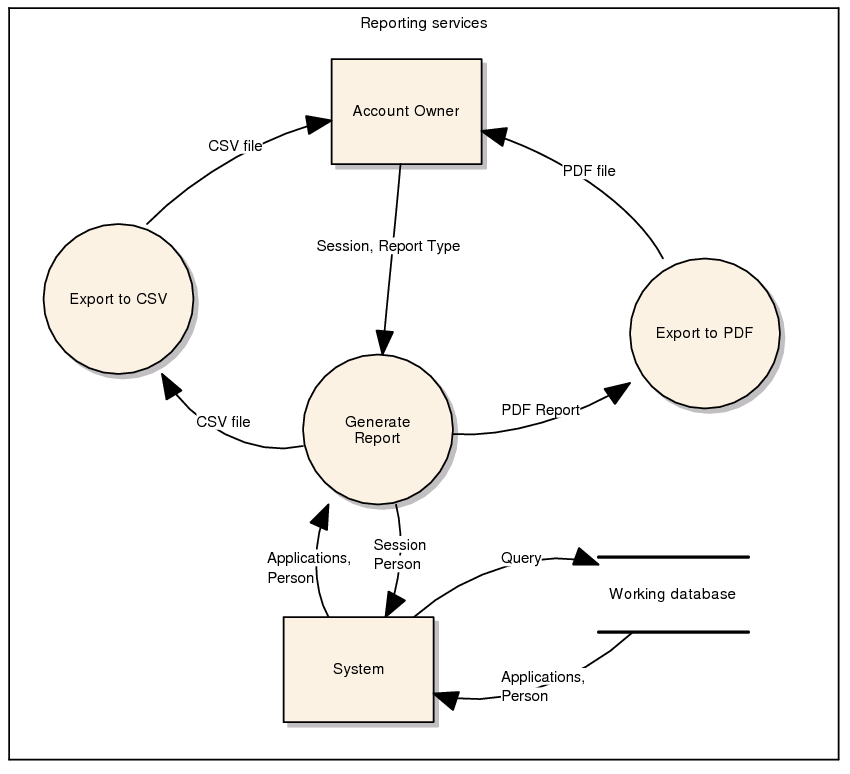 Reporting services
Account Owner
CSV file
PDF file
Session, Report Type
Export to CSV
Export to PDF
CSV file
Generate
Report
PDF Report
Applications,
Person
Session
Person
Query
Working database
System
Applications,
Person